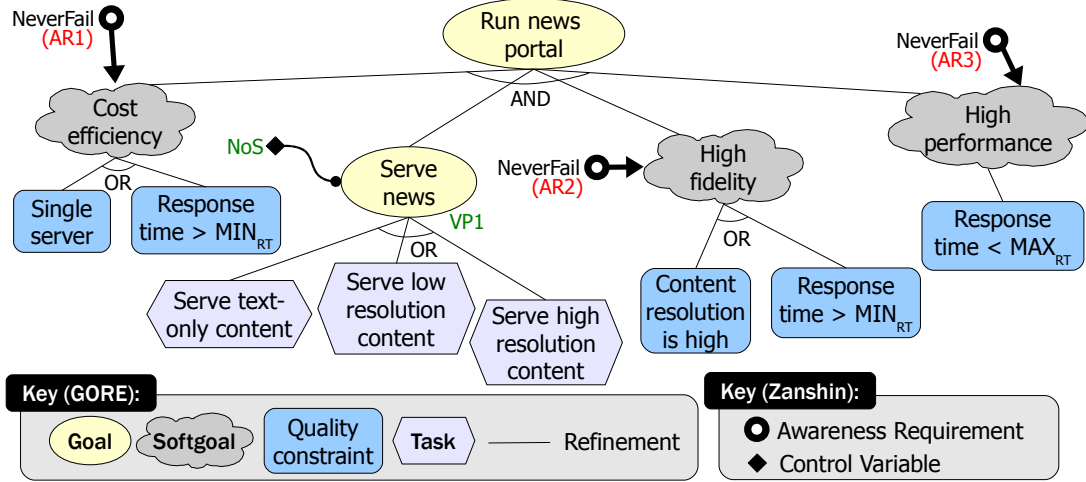 NeverFail
(AR1)
Run news
portal
NeverFail
(AR3)
AND
Cost
efficiency
High
performance
NoS
Serve
news
NeverFail
(AR2)
High
fidelity
OR
VP1
Single
server
Response
time > MIN_RT
OR
OR
Response
time < MAX_RT
Serve text-
only content
Serve low
resolution
content
Serve high
resolution
content
Content
resolution
is high
Response
time > MIN_RT
Key (GORE):
Goal
Softgoal
Quality
constraint
Task
Refinement
Key (Zanshin):
Awareness Requirement
Control Variable